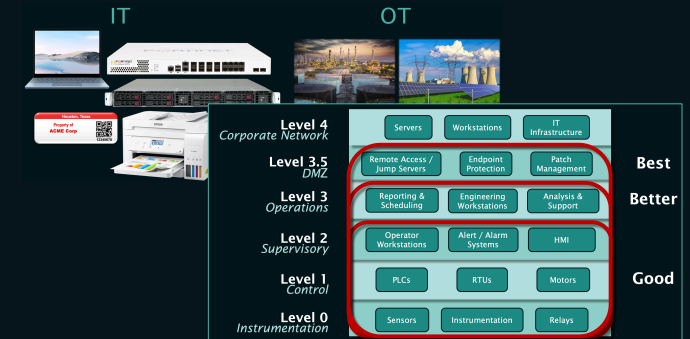 IT
OT
FORTINET
Houston, Texas
Property of
ACME Corp
Level 4
Corporate Network
Servers
Workstations
IT
Infrastructure
Level 3.5
DMZ
Remote Access /
Jump Servers
Endpoint
Protection
Patch
Management
Best
Level 3
Operations
Reporting &
Scheduling
Engineering
Workstations
Analysis &
Support
Better
Level 2
Supervisory
Operator
Workstations
Alert / Alarm
Systems
HMI
Level 1
Control
PLCs
RTUs
Motors
Good
Level 0
Instrumentation
Sensors
Instrumentation
Relays